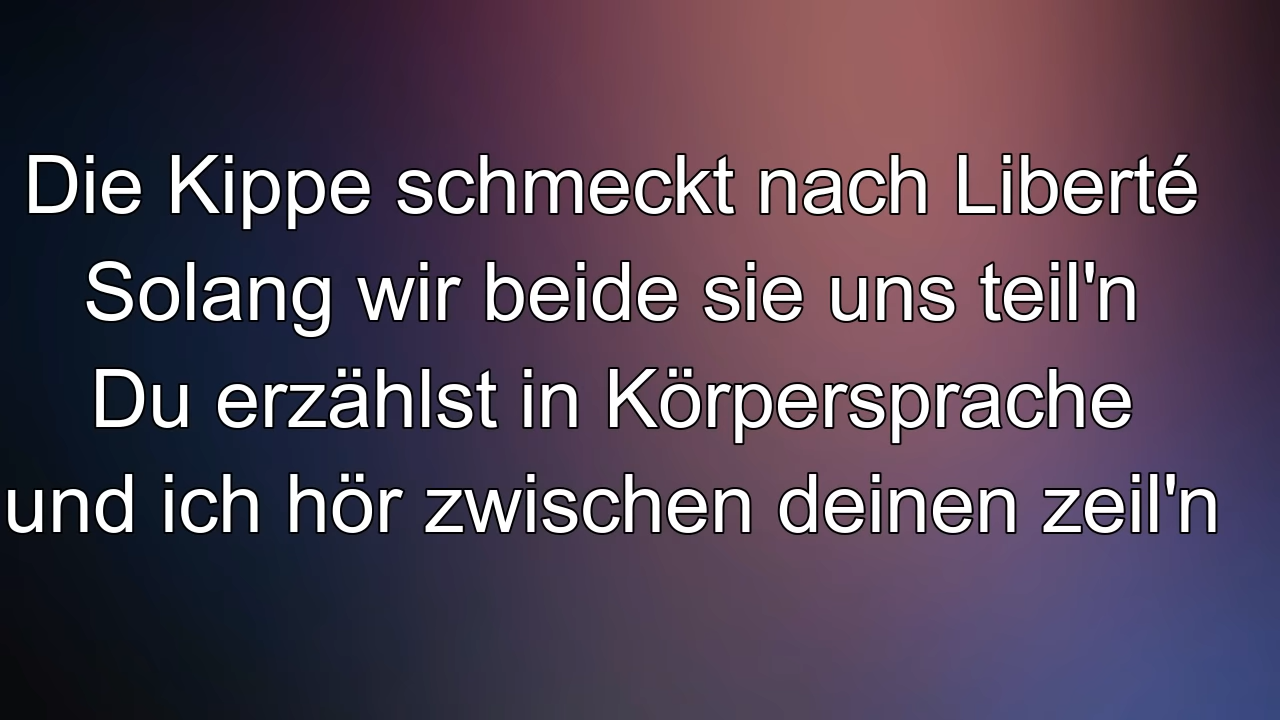 Die Kippe schmeckt nach Liberté
Solang wir beide sie uns teil'n
Du erzählst in Körpersprache
und ich hör zwischen deinen zeil'n